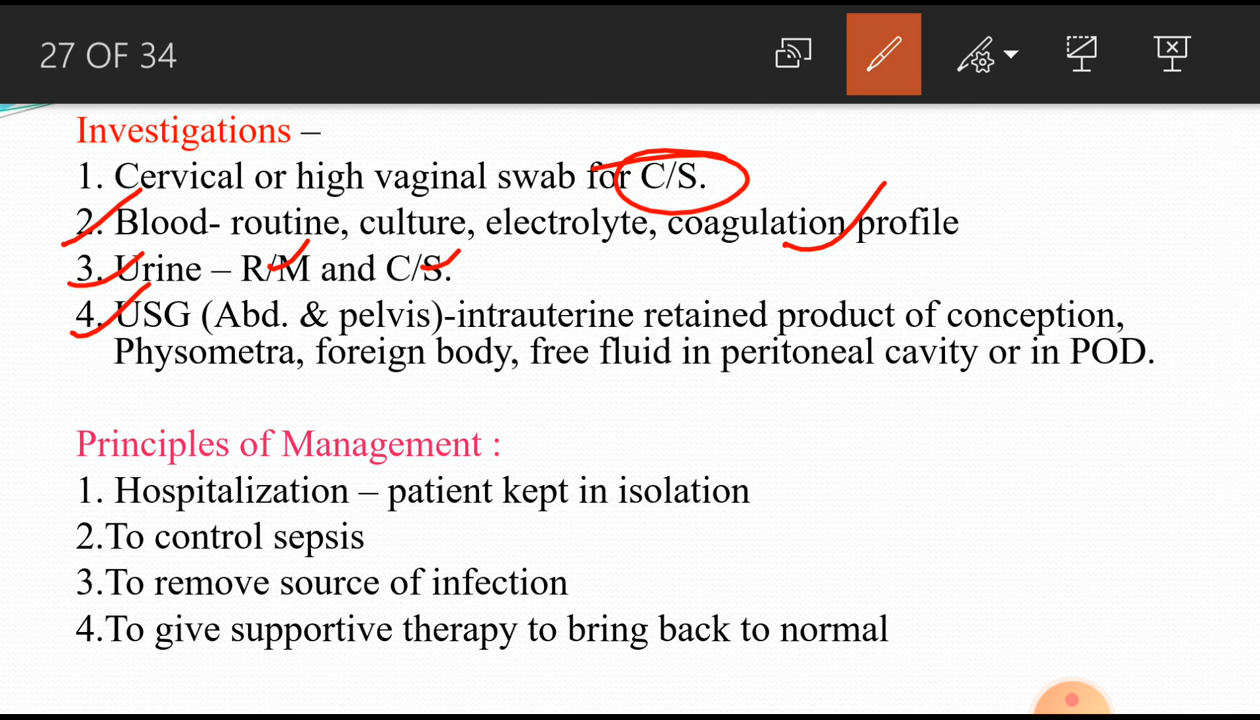 27 OF 34
Investigations –
1. Cervical or high vaginal swab for C/S.
2. Blood- routine, culture, electrolyte, coagulation profile
3. Urine – R/M and C/S.
4. USG (Abd. & pelvis)-intrauterine retained product of conception,
Physometra, foreign body, free fluid in peritoneal cavity or in POD.
Principles of Management :
1. Hospitalization – patient kept in isolation
2.To control sepsis
3.To remove source of infection
4.To give supportive therapy to bring back to normal